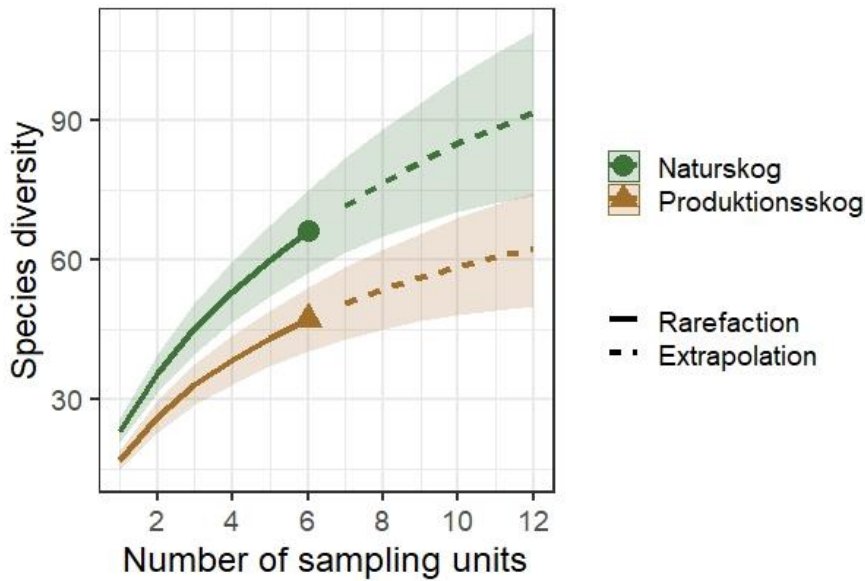 Species diversity
90
60
30
2 4 6 8 10 12
Number of sampling units
Naturskog
Produktionsskog
Rarefaction
Extrapolation